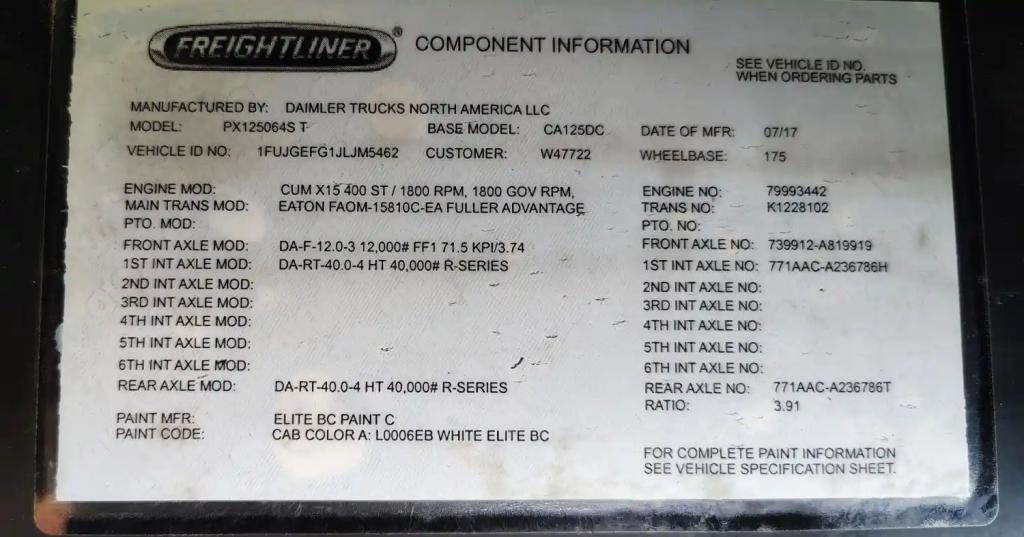 FREIGHTLINER® COMPONENT INFORMATION
SEE VEHICLE ID NO.
WHEN ORDERING PARTS
MANUFACTURED BY: DAIMLER TRUCKS NORTH AMERICA LLC
MODEL: PX125064S T BASE MODEL: CA125DC DATE OF MFR: 07/17
VEHICLE ID NO: 1FUJGEFG1JLJM5462 CUSTOMER: W47722 WHEELBASE: 175
ENGINE MOD: CUM X15 400 ST / 1800 RPM, 1800 GOV RPM, ENGINE NO: 79993442
MAIN TRANS MOD: EATON FAOM-15810C-EA FULLER ADVANTAGE TRANS NO: K1228102
PTO. MOD: PTO. NO:
FRONT AXLE MOD: DA-F-12.0-3 12,000# FF1 71.5 KPI/3.74 FRONT AXLE NO: 739912-A819919
1ST INT AXLE MOD: DA-RT-40.0-4 HT 40,000# R-SERIES 1ST INT AXLE NO: 771AAC-A236786H
2ND INT AXLE MOD: 2ND INT AXLE NO:
3RD INT AXLE MOD: 3RD INT AXLE NO:
4TH INT AXLE MOD: 4TH INT AXLE NO:
5TH INT AXLE MOD: 5TH INT AXLE NO:
6TH INT AXLE MOD: 6TH INT AXLE NO:
REAR AXLE MOD: DA-RT-40.0-4 HT 40,000# R-SERIES REAR AXLE NO: 771AAC-A236786T
RATIO: 3.91
PAINT MFR: ELITE BC PAINT C
PAINT CODE: CAB COLOR A: L0006EB WHITE ELITE BC
FOR COMPLETE PAINT INFORMATION
SEE VEHICLE SPECIFICATION SHEET.